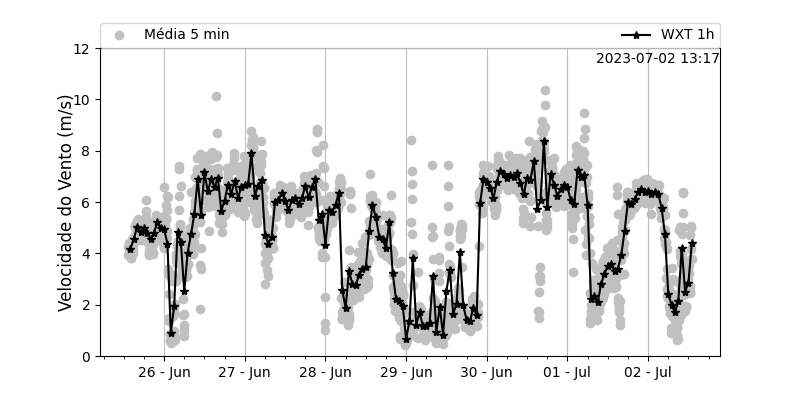 Média 5 min
WXT 1h
2023-07-02 13:17
Velocidade do Vento (m/s)
12
10
8
6
4
2
0
26 - Jun
27 - Jun
28 - Jun
29 - Jun
30 - Jun
01 - Jul
02 - Jul